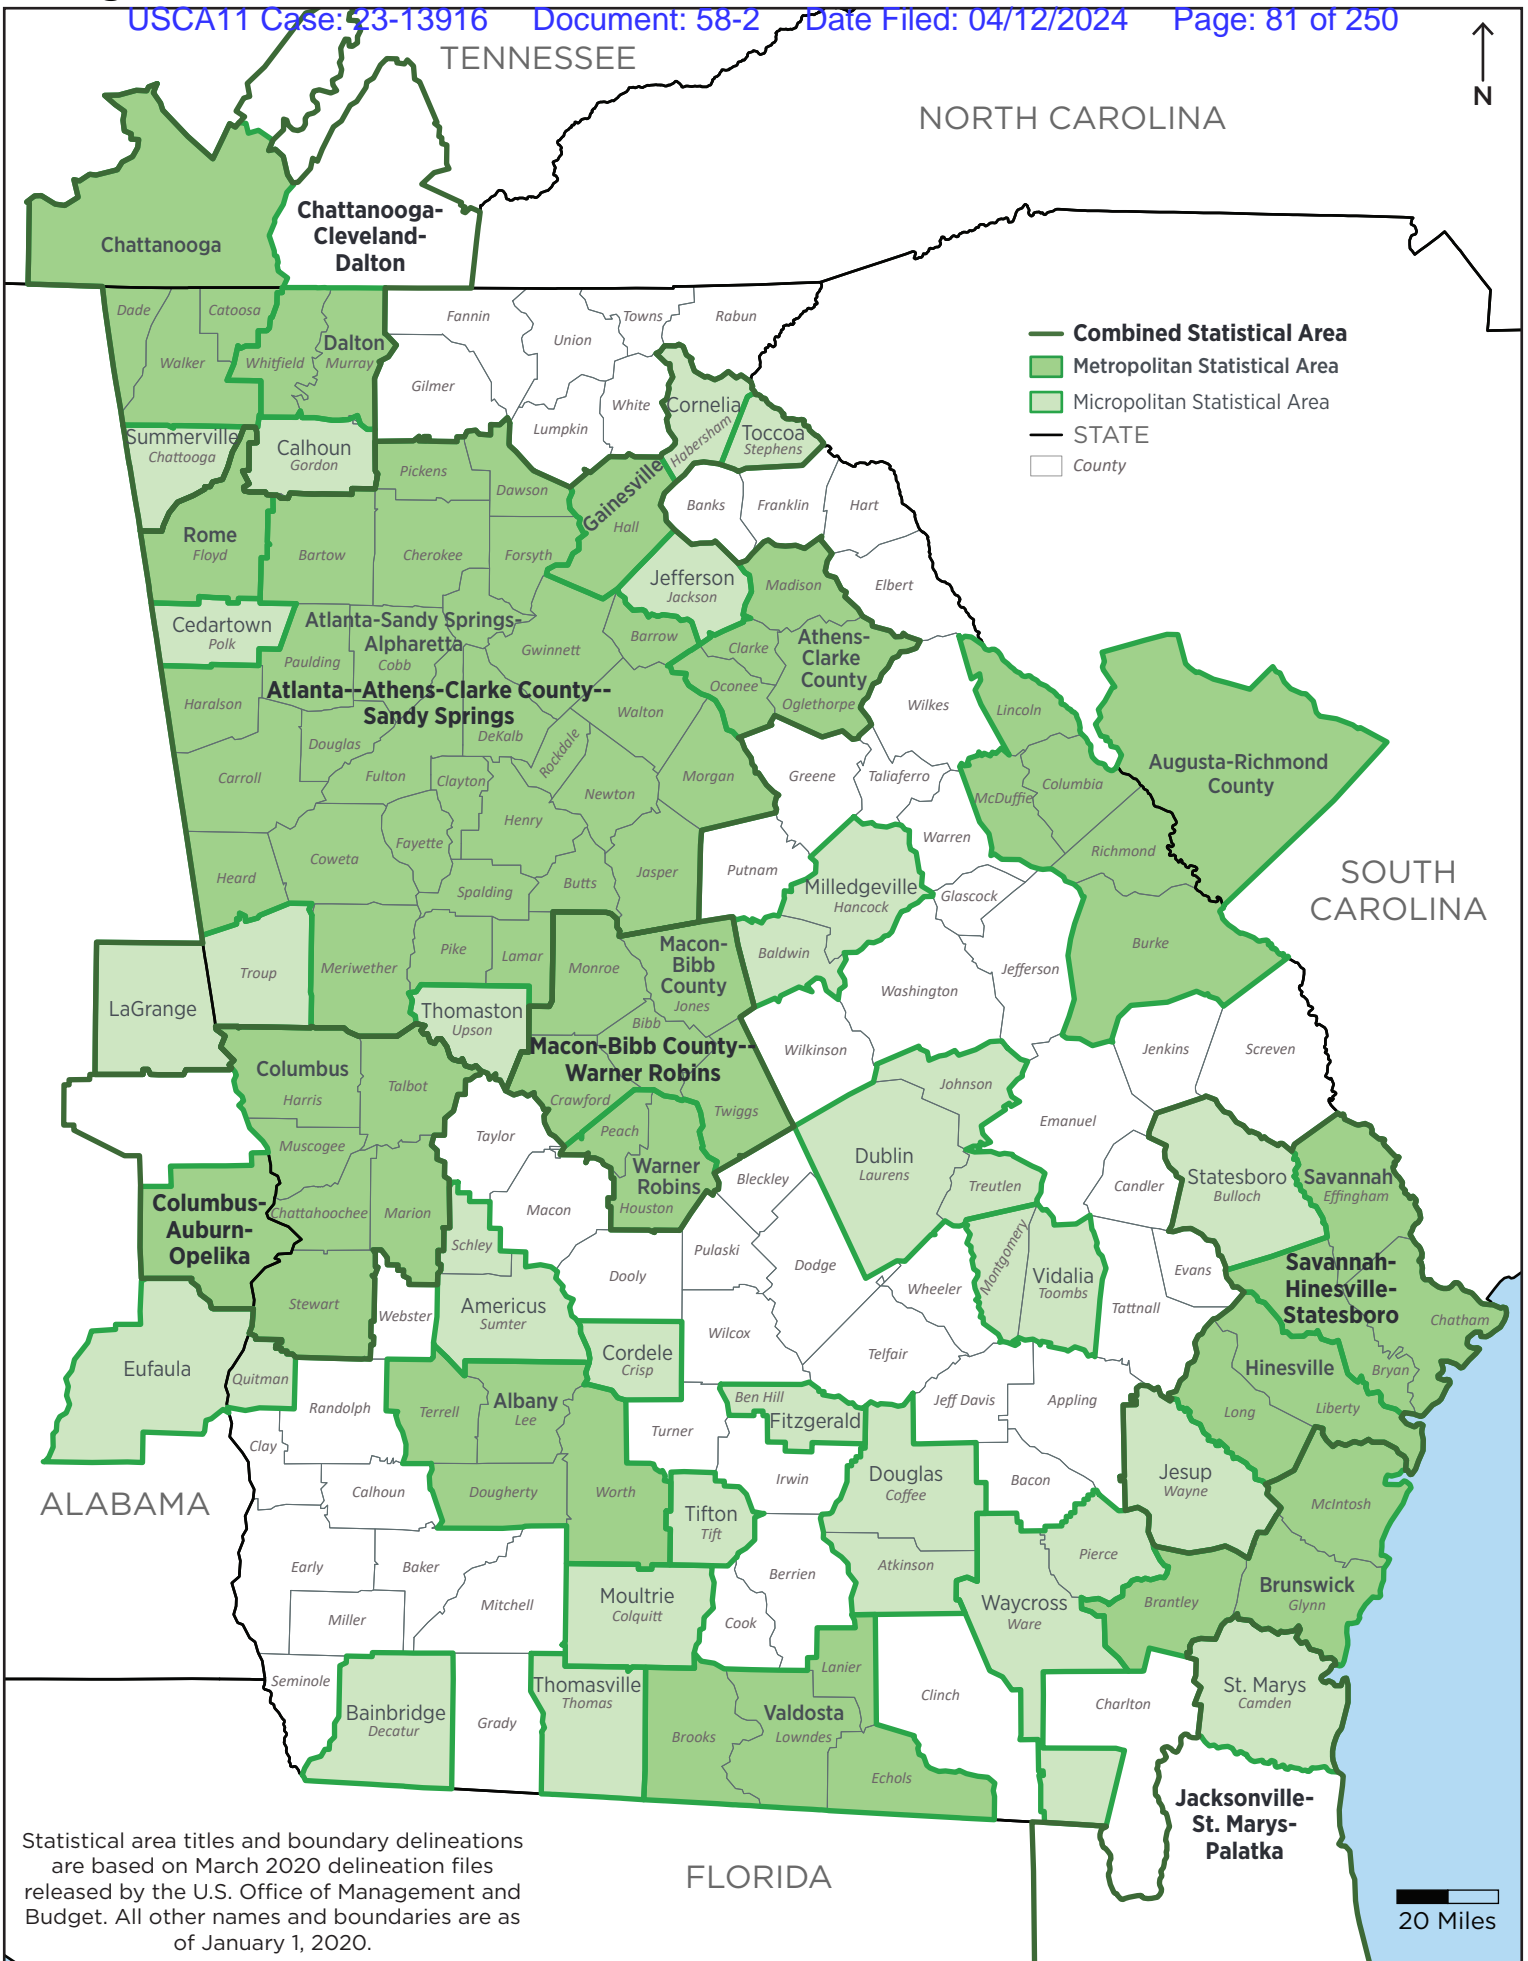 USCA11 Case: 23-13916 Document: 58-2 Date Filed: 04/12/2024 Page: 81 of 250
TENNESSEE
NORTH CAROLINA
N
Chattanooga-
Cleveland-
Dalton
Chattanooga
Combined Statistical Area
Metropolitan Statistical Area
Micropolitan Statistical Area
STATE
County
Dade
Catoosa
Walker
Whitfield
Dalton
Murray
Fannin
Union
Towns
Rabun
Gilmer
White
Lumpkin
Cornelia
Habersham
Toccoa
Stephens
Summerville
Chattooga
Calhoun
Gordon
Pickens
Dawson
Gainesville
Hall
Banks
Franklin
Hart
Rome
Floyd
Bartow
Cherokee
Forsyth
Jefferson
Jackson
Madison
Elbert
Cedartown
Polk
Atlanta-Sandy Springs-
Alpharetta
Paulding
Cobb
Gwinnett
Barrow
Clarke
Oconee
Athens-
Clarke
County
Oglethorpe
Atlanta--Athens-Clarke County--
Sandy Springs
Haralson
Douglas
DeKalb
Rockdale
Walton
Wilkes
Lincoln
Carroll
Fulton
Clayton
Newton
Morgan
Greene
Taliaferro
McDuffie
Columbia
Augusta-Richmond
County
Henry
Fayette
Coweta
Heard
Spalding
Butts
Jasper
Putnam
Warren
Richmond
Milledgeville
Hancock
Glascock
SOUTH
CAROLINA
Troup
LaGrange
Meriwether
Pike
Lamar
Monroe
Macon-
Bibb
County
Jones
Baldwin
Burke
Jefferson
Washington
Thomaston
Upson
Bibb
Macon-Bibb County--
Warner Robins
Wilkinson
Jenkins
Screven
Columbus
Harris
Talbot
Crawford
Peach
Twiggs
Johnson
Emanuel
Muscogee
Taylor
Warner
Robins
Houston
Bleckley
Dublin
Laurens
Treutlen
Candler
Statesboro
Bulloch
Savannah
Effingham
Columbus-
Auburn-
Opelika
Chattahoochee
Marion
Macon
Schley
Pulaski
Dodge
Montgomery
Vidalia
Toombs
Evans
Tattnall
Savannah-
Hinesville-
Statesboro
Chatham
Stewart
Webster
Americus
Sumter
Dooly
Wheeler
Wilcox
Telfair
Bryan
Eufaula
Quitman
Cordele
Crisp
Hinesville
Long
Liberty
Randolph
Terrell
Albany
Lee
Ben Hill
Fitzgerald
Turner
Jeff Davis
Appling
Clay
Calhoun
Dougherty
Worth
Irwin
Douglas
Coffee
Bacon
Jesup
Wayne
McIntosh
ALABAMA
Tifton
Tift
Early
Baker
Mitchell
Miller
Moultrie
Colquitt
Berrien
Cook
Atkinson
Pierce
Waycross
Ware
Brantley
Brunswick
Glynn
Seminole
Bainbridge
Decatur
Grady
Thomasville
Thomas
Brooks
Valdosta
Lowndes
Lanier
Echols
Clinch
Charlton
St. Marys
Camden
Jacksonville-
St. Marys-
Palatka
FLORIDA
Statistical area titles and boundary delineations
are based on March 2020 delineation files
released by the U.S. Office of Management and
Budget. All other names and boundaries are as
of January 1, 2020.
20 Miles